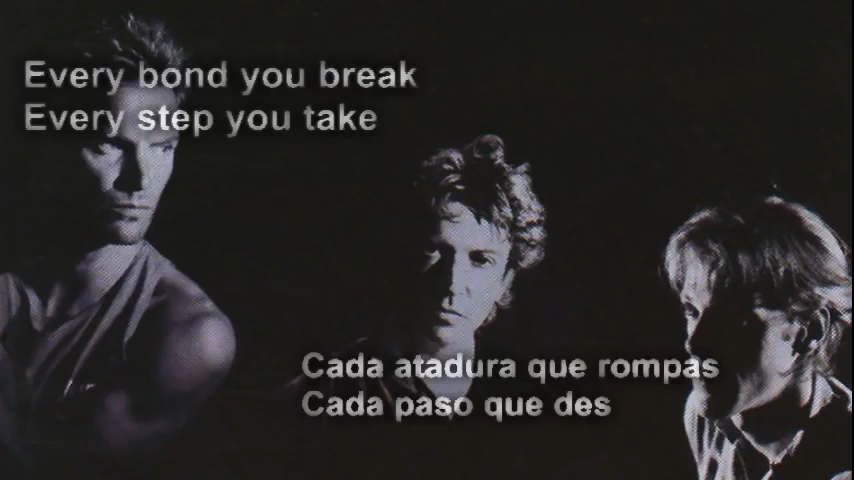 Every bond you break
Every step you take
Cada atadura que rompas
Cada paso que des